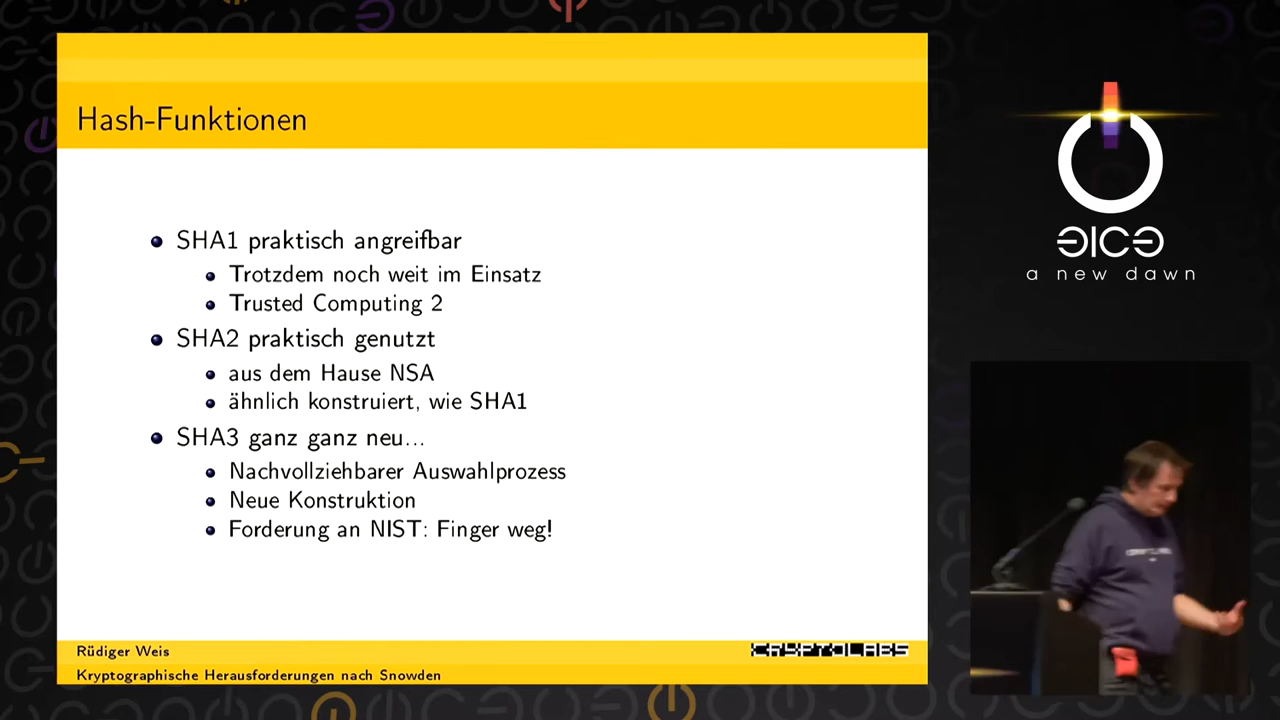 Hash-Funktionen
SHA1 praktisch angreifbar
Trotzdem noch weit im Einsatz
Trusted Computing 2
SHA2 praktisch genutzt
aus dem Hause NSA
ähnlich konstruiert, wie SHA1
SHA3 ganz ganz neu...
Nachvollziehbarer Auswahlprozess
Neue Konstruktion
Forderung an NIST: Finger weg!
Rüdiger Weis
CRYPTOLABS
Kryptographische Herausforderungen nach Snowden
31C3
a new dawn